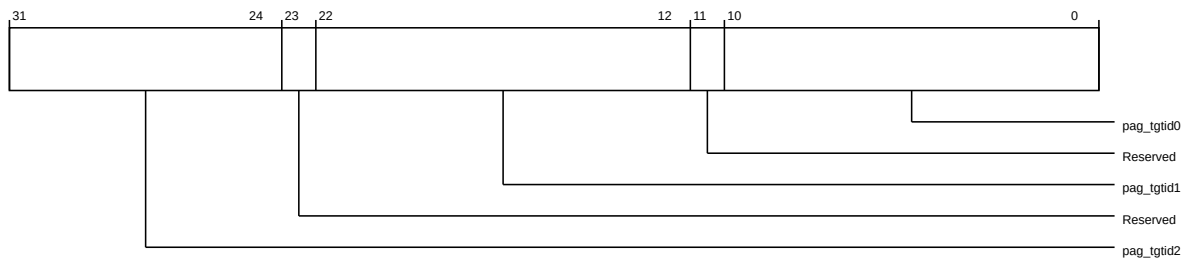 31 24 23 22 12 11 10 0
pag_tgtid0
Reserved
pag_tgtid1
Reserved
pag_tgtid2